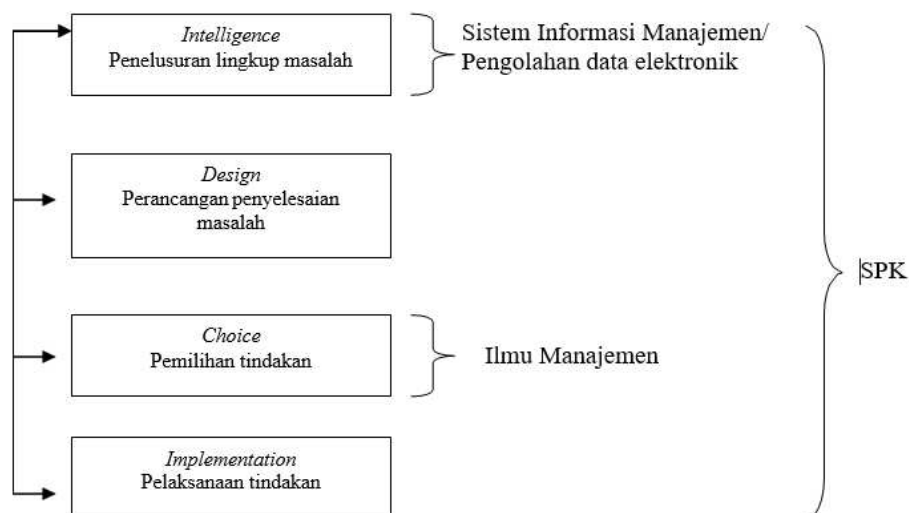 Intelligence
Penelusuran lingkup masalah
Sistem Informasi Manajemen/
Pengolahan data elektronik
Design
Perancangan penyelesaian
masalah
SPK
Choice
Pemilihan tindakan
Ilmu Manajemen
Implementation
Pelaksanaan tindakan